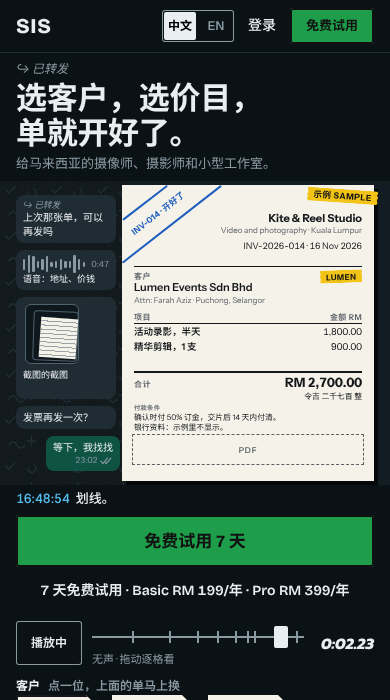 SIS
中文 EN 登录 免费试用
↪ 已转发
选客户，选价目，
单就开好了。
给马来西亚的摄像师、摄影师和小型工作室。
↪ 已转发
上次那张单，可以
再发吗
0:47
语音：地址、价钱
截图的截图
发票再发一次？
等下，我找找
23:02
示例 SAMPLE
INV-014 · 开好了
Kite & Reel Studio
Video and photography · Kuala Lumpur
INV-2026-014 · 16 Nov 2026
客户
LUMEN
Lumen Events Sdn Bhd
Attn: Farah Aziz · Puchong, Selangor
项目 金额 RM
活动录影，半天 1,800.00
精华剪辑，1支 900.00
合计 RM 2,700.00
令吉 二千七百 整
付款条件
确认时付 50% 订金，交片后 14 天内付清。
银行资料：示例里不显示。
PDF
16:48:54 划线。
免费试用 7 天
7 天免费试用 · Basic RM 199/年 · Pro RM 399/年
播放中
0:02.23
无声 · 拖动逐格看
客户 点一位，上面的单马上换